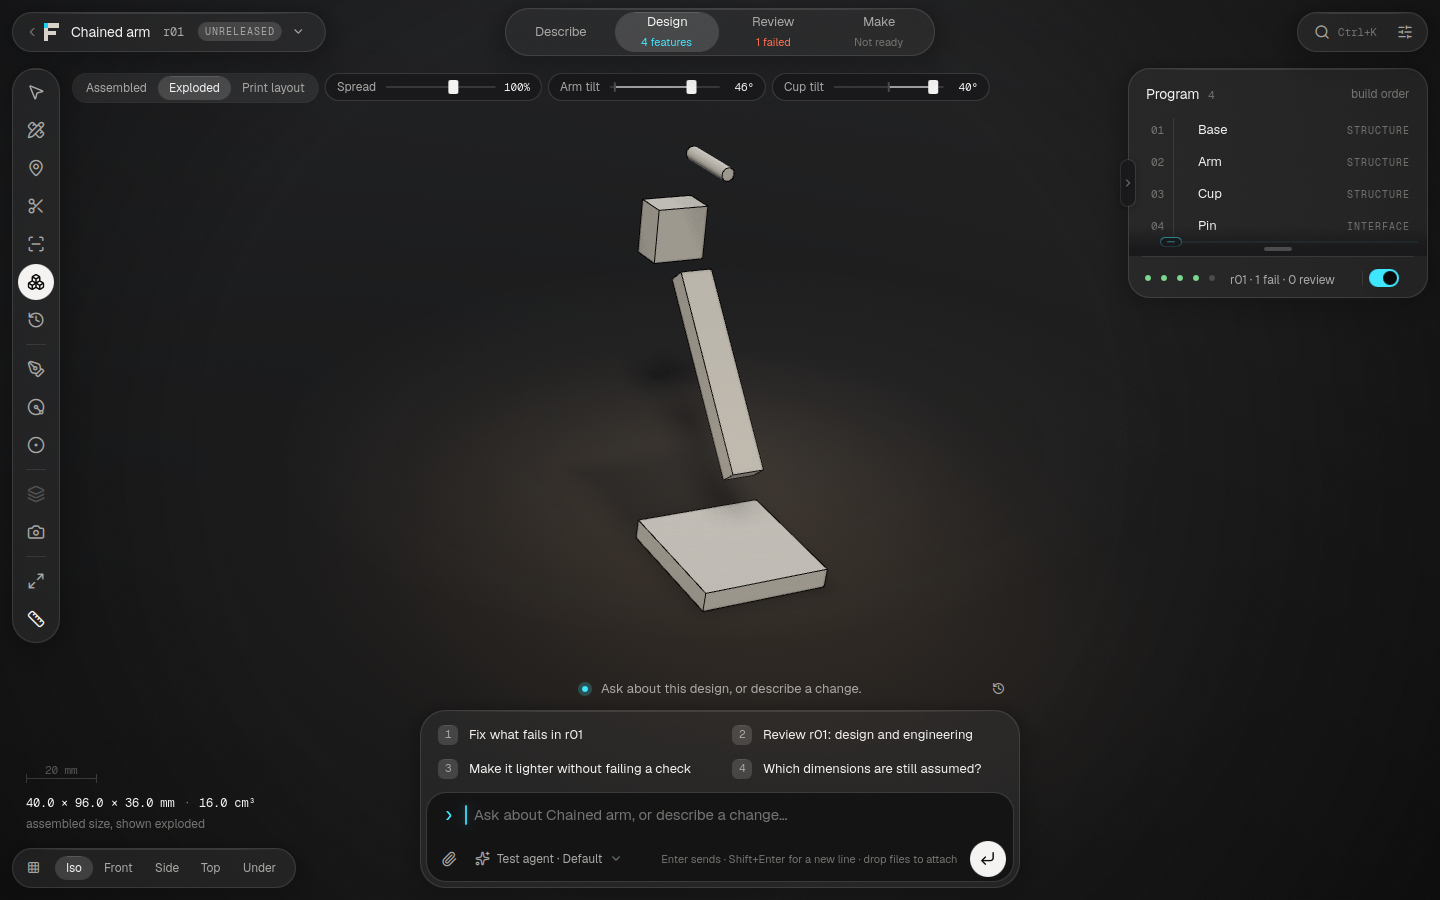 Chained arm r01 UNRELEASED
Describe
Design
4 features
Review
1 failed
Make
Not ready
Ctrl+K
Assembled Exploded Print layout
Spread 100%
Arm tilt 46°
Cup tilt 40°
Program 4 build order
01 Base STRUCTURE
02 Arm STRUCTURE
03 Cup STRUCTURE
04 Pin INTERFACE
r01 · 1 fail · 0 review
Ask about this design, or describe a change.
1 Fix what fails in r01
2 Review r01: design and engineering
3 Make it lighter without failing a check
4 Which dimensions are still assumed?
Ask about Chained arm, or describe a change…
Test agent · Default
Enter sends · Shift+Enter for a new line · drop files to attach
20 mm
40.0 × 96.0 × 36.0 mm · 16.0 cm³
assembled size, shown exploded
Iso Front Side Top Under